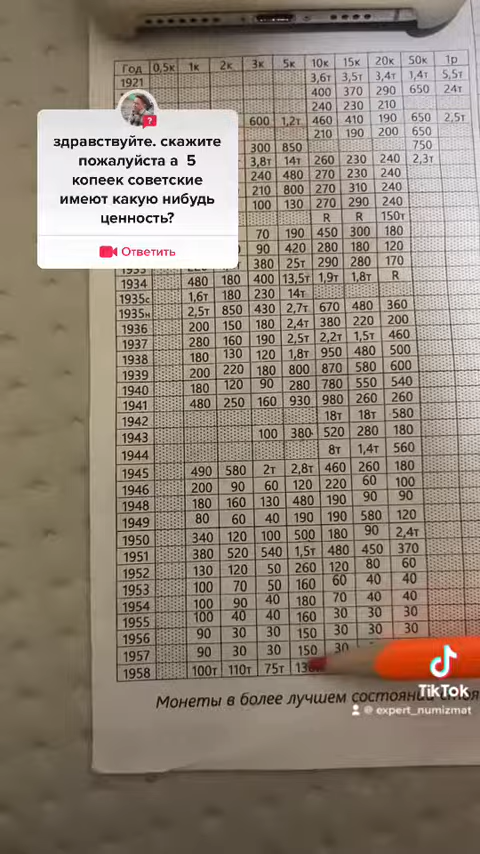 Год 0,5к 1к 2к 3к 5к 10к 15к 20к 50к 1р
1921 3,6т 3,5т 3,4т 1,4т 5,5т
400 370 290 650 24т
240 230 210
600 1,2т 460 410 190 650 2,5т
210 190 200 650
300 850 750
3,8т 14т 260 230 240 2,3т
240 480 270 230 240
210 800 270 310 240
100 130 270 290 240
R R 150т
70 190 450 300 180
90 420 280 180 120
380 25т 290 280 170
1934 480 180 400 13,5т 1,9т 1,8т R
1935с 1,6т 180 230 14т
1935н 2,5т 850 430 2,7т 670 480 360
1936 200 150 180 2,4т 380 220 200
1937 280 160 190 2,5т 2,2т 1,5т 460
1938 180 130 120 1,8т 950 480 500
1939 200 220 180 800 870 580 600
1940 180 120 90 280 780 550 540
1941 480 250 160 930 980 260 260
1942 18т 18т 580
1943 100 380 520 280 180
1944 8т 1,4т 560
1945 490 580 2т 2,8т 460 260 180
1946 200 90 60 120 220 60 100
1948 180 160 130 480 190 90 90
1949 80 60 40 190 190 580 120
1950 340 120 100 500 180 90 2,4т
1951 380 520 540 1,5т 480 450 370
1952 130 120 50 260 120 80 60
1953 100 70 50 160 60 40 40
1954 100 90 40 180 70 40 40
1955 100 40 40 160 30 30 30
1956 90 30 30 150 30 30 30
1957 90 30 30 150 30
1958 100т 110т 75т
Монеты в более лучшем состоянии
здравствуйте. скажите
пожалуйста а 5
копеек советские
имеют какую нибудь
ценность?
Ответить
TikTok
@ expert_numizmat